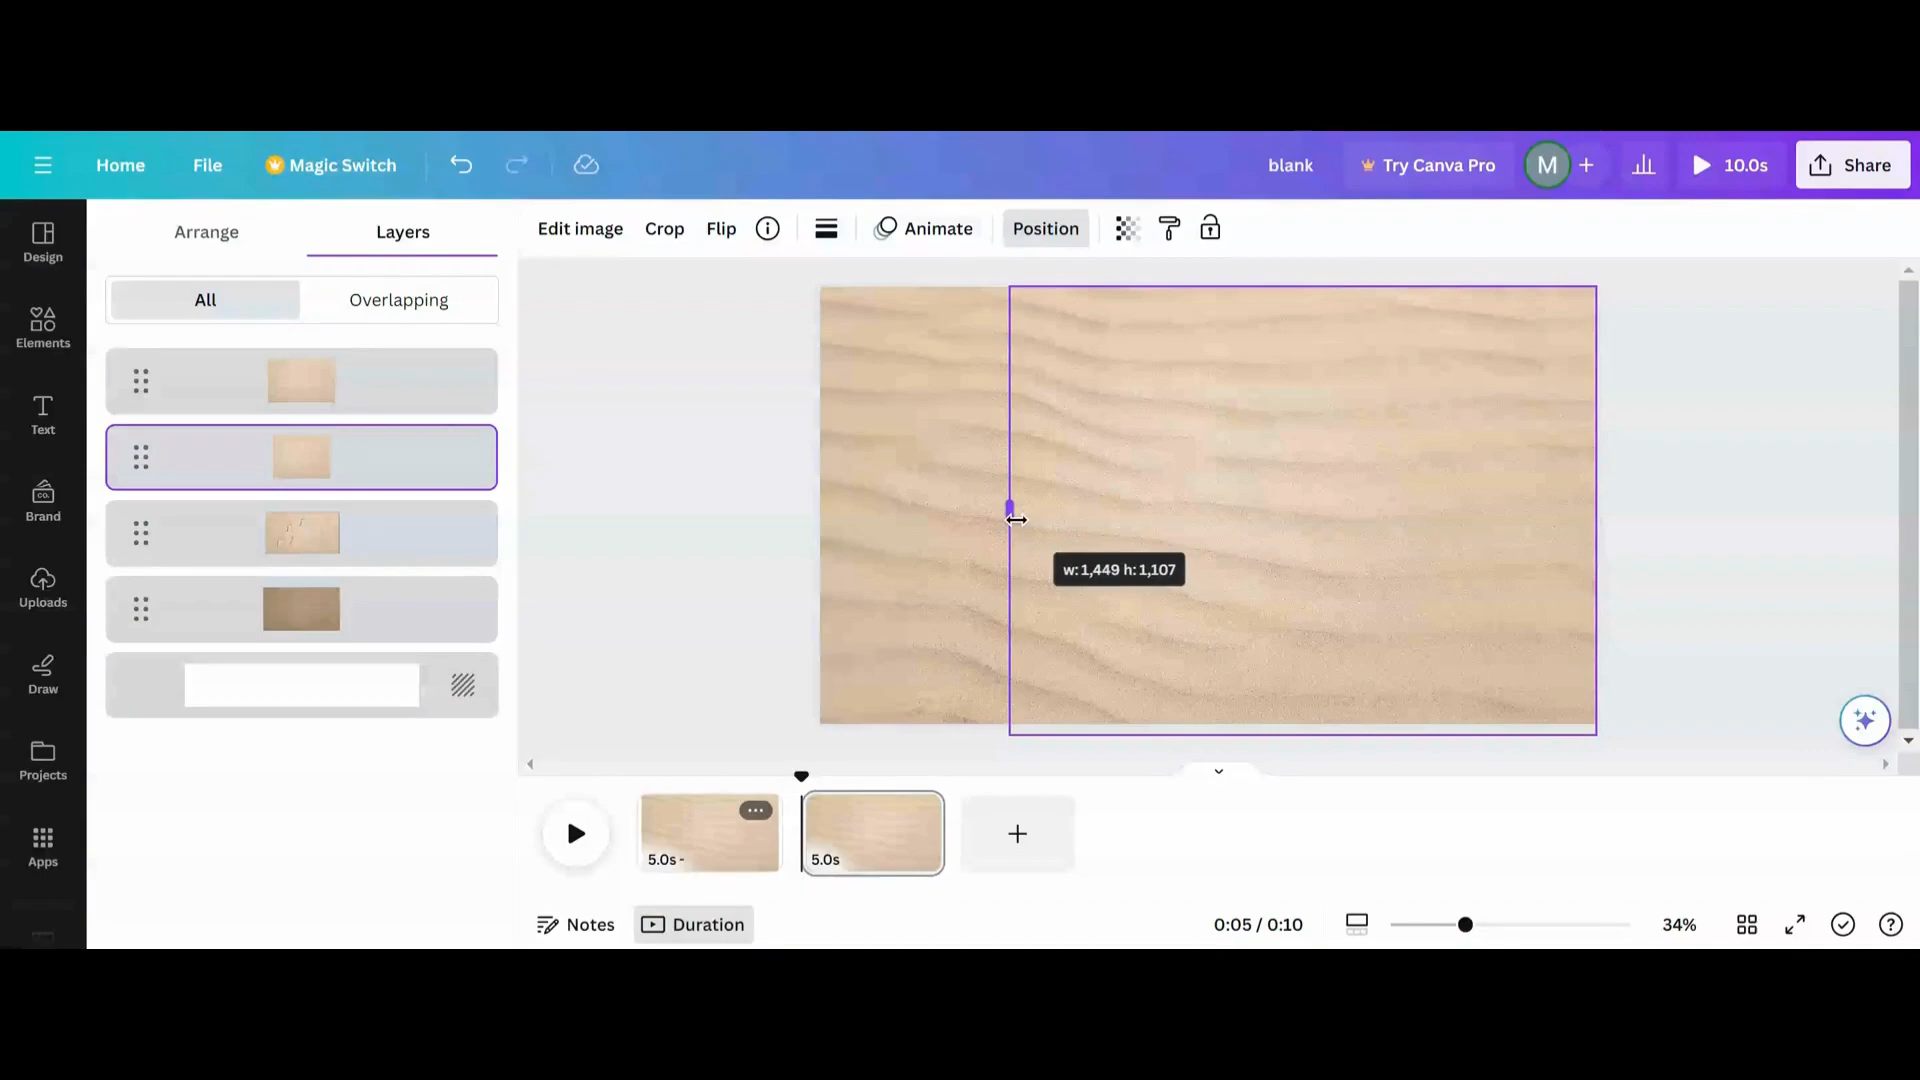 Home File Magic Switch blank Try Canva Pro M + 10.0s Share
Design
Elements
Text
CO.
Brand
Uploads
Draw
Projects
Apps
Arrange Layers
All Overlapping
Edit image Crop Flip Animate Position
w: 1,449 h: 1,107
5.0s - 5.0s
Notes Duration 0:05 / 0:10 34%